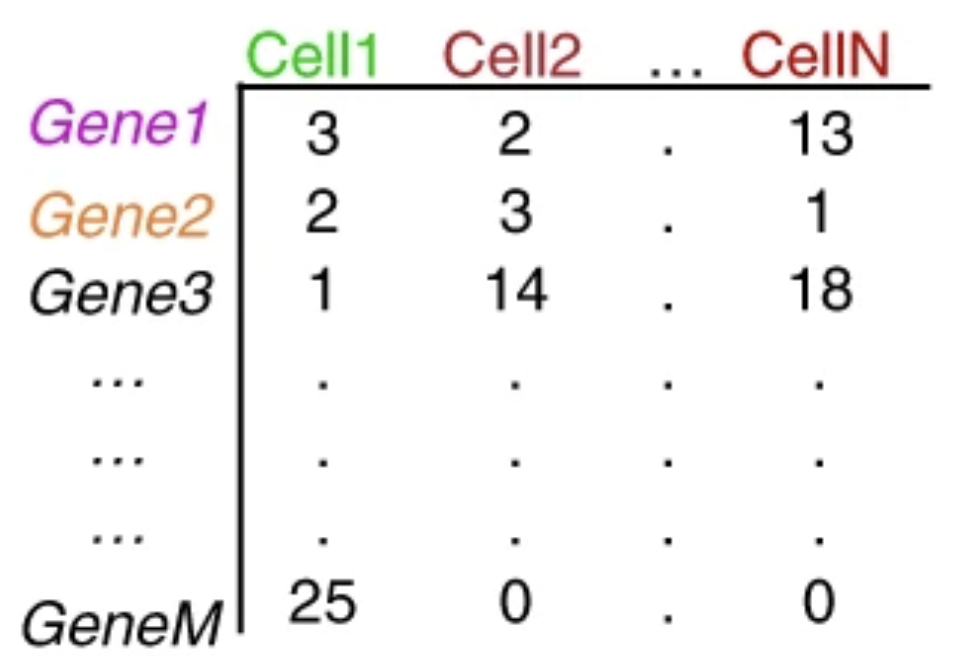 Cell1 Cell2 ... CellN
Gene1 3 2 . 13
Gene2 2 3 . 1
Gene3 1 14 . 18
... . . . .
... . . . .
... . . . .
GeneM 25 0 . 0